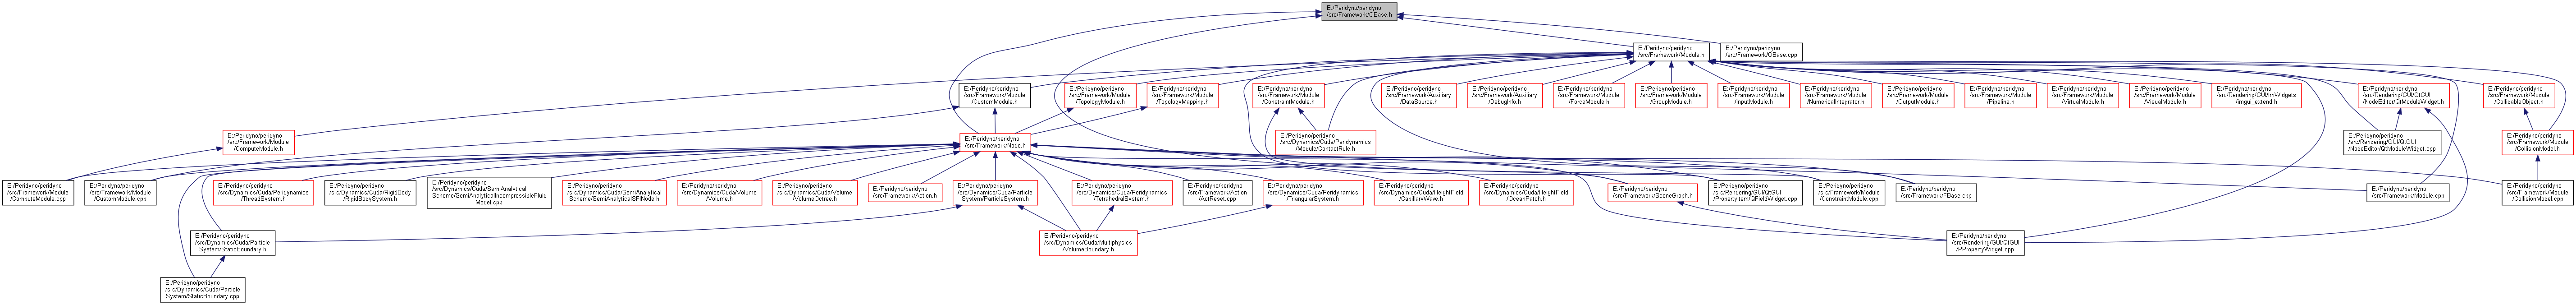 E:/Peridyno/peridyno
/src/Framework/OBase.h
E:/Peridyno/peridyno
/src/Framework/Module.h
E:/Peridyno/peridyno
/src/Framework/OBase.cpp
E:/Peridyno/peridyno
/src/Framework/Module
/CustomModule.h
E:/Peridyno/peridyno
/src/Framework/Module
/TopologyModule.h
E:/Peridyno/peridyno
/src/Framework/Module
/TopologyMapping.h
E:/Peridyno/peridyno
/src/Framework/Module
/ConstraintModule.h
E:/Peridyno/peridyno
/src/Framework/Auxiliary
/DataSource.h
E:/Peridyno/peridyno
/src/Framework/Auxiliary
/DebugInfo.h
E:/Peridyno/peridyno
/src/Framework/Module
/ForceModule.h
E:/Peridyno/peridyno
/src/Framework/Module
/GroupModule.h
E:/Peridyno/peridyno
/src/Framework/Module
/InputModule.h
E:/Peridyno/peridyno
/src/Framework/Module
/NumericalIntegrator.h
E:/Peridyno/peridyno
/src/Framework/Module
/OutputModule.h
E:/Peridyno/peridyno
/src/Framework/Module
/Pipeline.h
E:/Peridyno/peridyno
/src/Framework/Module
/VirtualModule.h
E:/Peridyno/peridyno
/src/Framework/Module
/VisualModule.h
E:/Peridyno/peridyno
/src/Rendering/GUI/ImWidgets
/imgui_extend.h
E:/Peridyno/peridyno
/src/Rendering/GUI/QtGUI
/NodeEditor/QtModuleWidget.h
E:/Peridyno/peridyno
/src/Framework/Module
/CollidableObject.h
E:/Peridyno/peridyno
/src/Framework/Module
/ComputeModule.h
E:/Peridyno/peridyno
/src/Framework/Node.h
E:/Peridyno/peridyno
/src/Dynamics/Cuda/Peridynamics
/Module/ContactRule.h
E:/Peridyno/peridyno
/src/Rendering/GUI/QtGUI
/NodeEditor/QtModuleWidget.cpp
E:/Peridyno/peridyno
/src/Framework/Module
/CollisionModel.h
E:/Peridyno/peridyno
/src/Framework/Module
/ComputeModule.cpp
E:/Peridyno/peridyno
/src/Framework/Module
/CustomModule.cpp
E:/Peridyno/peridyno
/src/Dynamics/Cuda/Peridynamics
/ThreadSystem.h
E:/Peridyno/peridyno
/src/Dynamics/Cuda/RigidBody
/RigidBodySystem.h
E:/Peridyno/peridyno
/src/Dynamics/Cuda/SemiAnalytical
Scheme/SemiAnalyticalIncompressibleFluid
Model.cpp
E:/Peridyno/peridyno
/src/Dynamics/Cuda/SemiAnalytical
Scheme/SemiAnalyticalSFINode.h
E:/Peridyno/peridyno
/src/Dynamics/Cuda/Volume
/Volume.h
E:/Peridyno/peridyno
/src/Dynamics/Cuda/Volume
/VolumeOctree.h
E:/Peridyno/peridyno
/src/Framework/Action.h
E:/Peridyno/peridyno
/src/Dynamics/Cuda/Particle
System/ParticleSystem.h
E:/Peridyno/peridyno
/src/Dynamics/Cuda/Peridynamics
/TetrahedralSystem.h
E:/Peridyno/peridyno
/src/Framework/Action
/ActReset.cpp
E:/Peridyno/peridyno
/src/Dynamics/Cuda/Peridynamics
/TriangularSystem.h
E:/Peridyno/peridyno
/src/Dynamics/Cuda/HeightField
/CapillaryWave.h
E:/Peridyno/peridyno
/src/Dynamics/Cuda/HeightField
/OceanPatch.h
E:/Peridyno/peridyno
/src/Framework/SceneGraph.h
E:/Peridyno/peridyno
/src/Rendering/GUI/QtGUI
/PropertyItem/QFieldWidget.cpp
E:/Peridyno/peridyno
/src/Framework/Module
/ConstraintModule.cpp
E:/Peridyno/peridyno
/src/Framework/FBase.cpp
E:/Peridyno/peridyno
/src/Framework/Module.cpp
E:/Peridyno/peridyno
/src/Framework/Module
/CollisionModel.cpp
E:/Peridyno/peridyno
/src/Dynamics/Cuda/Particle
System/StaticBoundary.h
E:/Peridyno/peridyno
/src/Dynamics/Cuda/Multiphysics
/VolumeBoundary.h
E:/Peridyno/peridyno
/src/Rendering/GUI/QtGUI
/PPropertyWidget.cpp
E:/Peridyno/peridyno
/src/Dynamics/Cuda/Particle
System/StaticBoundary.cpp